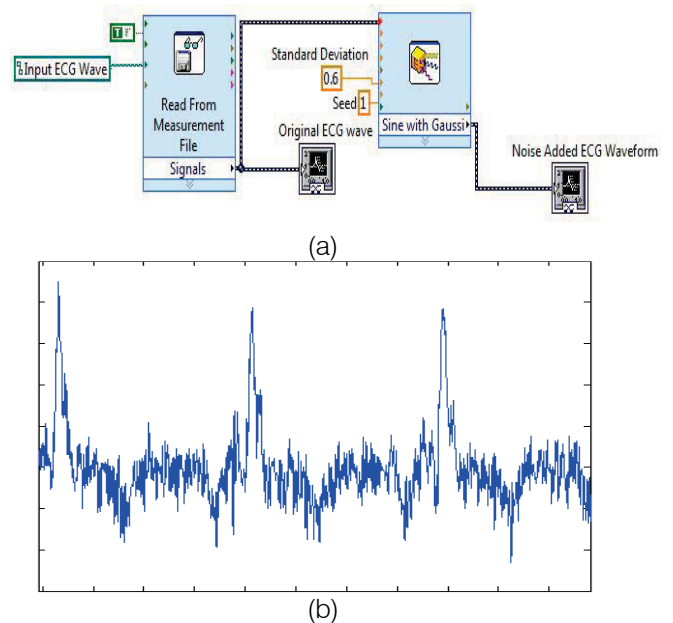 T F
Input ECG Wave
Read From
Measurement
File
Signals
Standard Deviation
0.6
Seed 1
Original ECG wave
Sine with Gaussi
Noise Added ECG Waveform
(a)
(b)